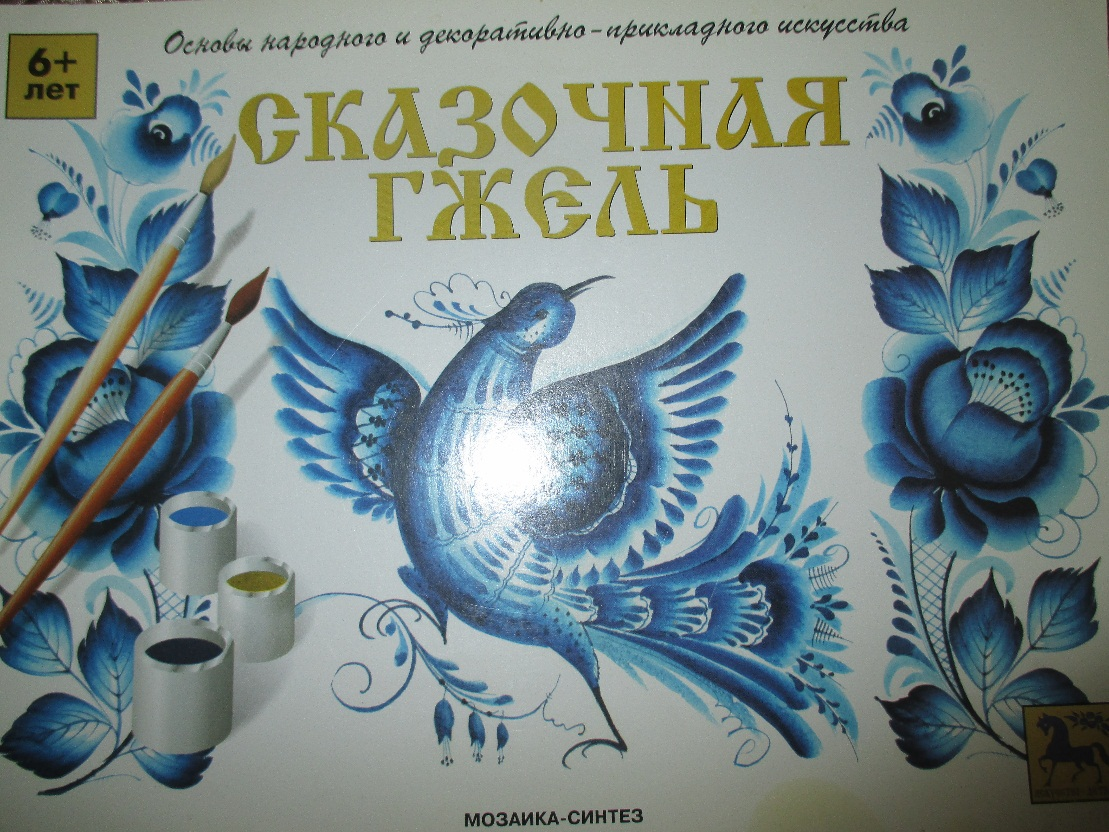 Основы народного и декоративно-прикладного искусства
6+
лет
СКАЗОЧНАЯ
ГЖЕЛЬ
МОЗАИКА-СИНТЕЗ